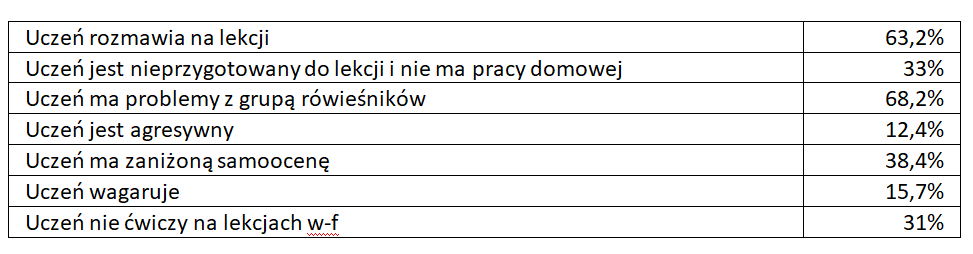 Uczeń rozmawia na lekcji 63,2%
Uczeń jest nieprzygotowany do lekcji i nie ma pracy domowej 33%
Uczeń ma problemy z grupą rówieśników 68,2%
Uczeń jest agresywny 12,4%
Uczeń ma zaniżoną samoocenę 38,4%
Uczeń wagaruje 15,7%
Uczeń nie ćwiczy na lekcjach w-f 31%